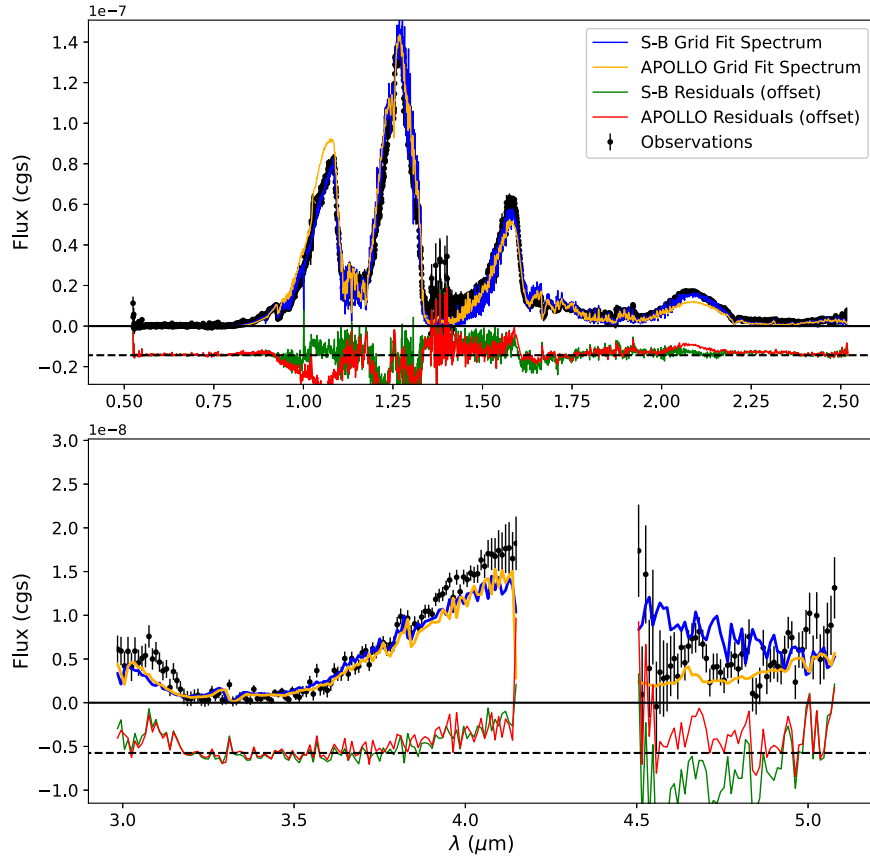 1e−7
S-B Grid Fit Spectrum
APOLLO Grid Fit Spectrum
S-B Residuals (offset)
APOLLO Residuals (offset)
Observations
Flux (cgs)
1.4
1.2
1.0
0.8
0.6
0.4
0.2
0.0
−0.2
0.50 0.75 1.00 1.25 1.50 1.75 2.00 2.25 2.50
1e−8
Flux (cgs)
3.0
2.5
2.0
1.5
1.0
0.5
0.0
−0.5
−1.0
3.0 3.5 4.0 4.5 5.0
λ (μm)